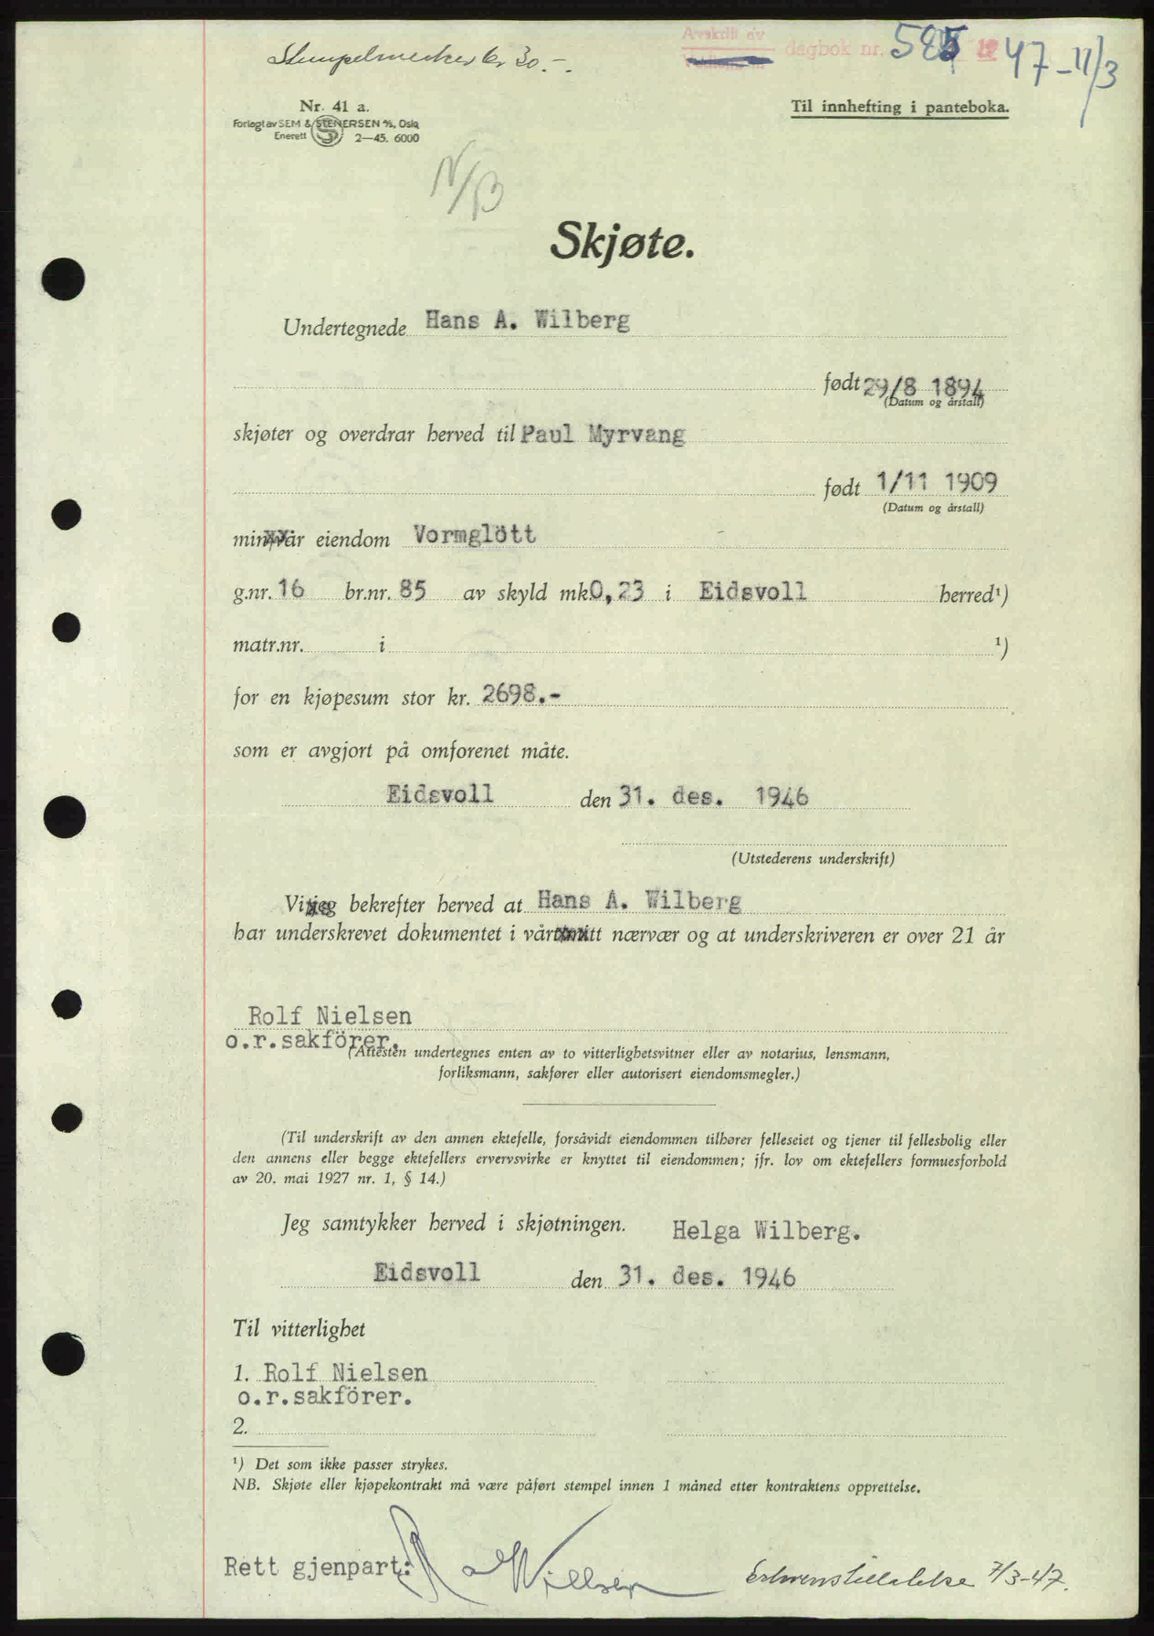 Stempelmerker kr 30.-.
Avskrift av
dagbok nr. 19 47 - 11/3
Nr. 41 a.
Til innhefting i panteboka.
Forlagt av SEM & STENERSEN A/S, Oslo
Enerett 2—45. 6000
N/B
Skjøte.
Undertegnede Hans A. Wilberg
født 29/8 1894
(Datum og årstall)
skjøter og overdrar herved til Paul Myrvang
født 1/11 1909
(Datum og årstall)
min/vår eiendom Vormglött
g.nr. 16 br.nr. 85 av skyld mk. 0,23 i Eidsvoll herred¹)
matr.nr. i ¹)
for en kjøpesum stor kr. 2698.-
som er avgjort på omforenet måte.
Eidsvoll den 31. des. 1946
(Utstederens underskrift)
Vi/jeg bekrefter herved at Hans A. Wilberg
har underskrevet dokumentet i vårt/mitt nærvær og at underskriveren er over 21 år
Rolf Nielsen
o.r.sakförer.
(Attesten undertegnes enten av to vitterlighetsvitner eller av notarius, lensmann,
forliksmann, sakfører eller autorisert eiendomsmegler.)
(Til underskrift av den annen ektefelle, forsåvidt eiendommen tilhører felleseiet og tjener til fellesbolig eller
den annens eller begge ektefellers ervervsvirke er knyttet til eiendommen; jfr. lov om ektefellers formuesforhold
av 20. mai 1927 nr. 1, § 14.)
Jeg samtykker herved i skjøtningen. Helga Wilberg.
Eidsvoll den 31. des. 1946
Til vitterlighet
1. Rolf Nielsen
o.r.sakförer.
2.
¹) Det som ikke passer strykes.
NB. Skjøte eller kjøpekontrakt må være påført stempel innen 1 måned etter kontraktens opprettelse.
Rett gjenpart:
7/3-47.